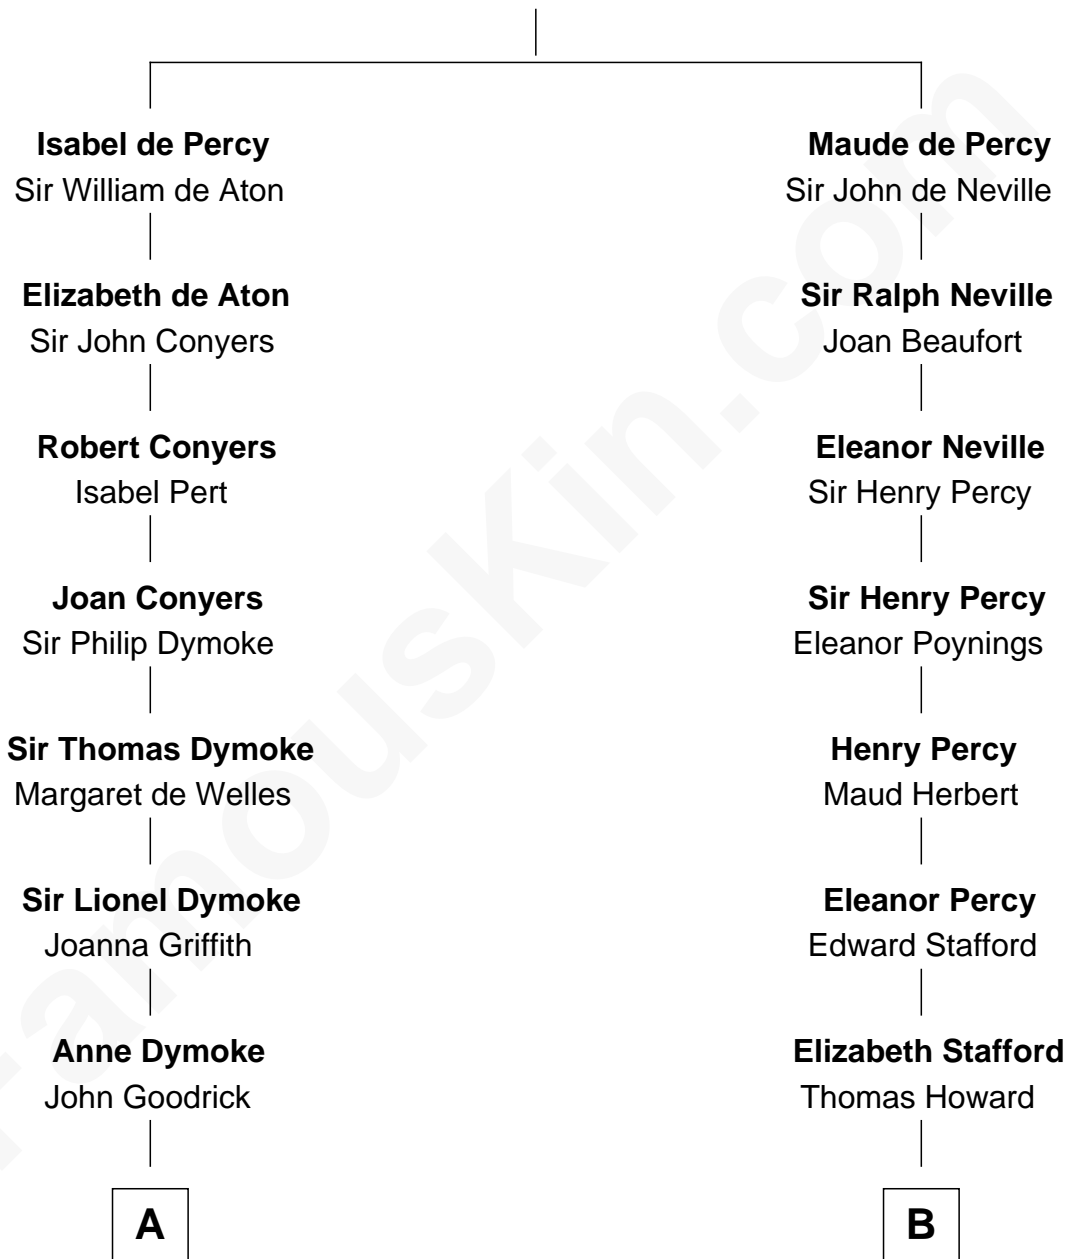 Isabel de Percy
Sir William de Aton
Maude de Percy
Sir John de Neville
Elizabeth de Aton
Sir John Conyers
Sir Ralph Neville
Joan Beaufort
Robert Conyers
Isabel Pert
Eleanor Neville
Sir Henry Percy
Joan Conyers
Sir Philip Dymoke
Sir Henry Percy
Eleanor Poynings
Sir Thomas Dymoke
Margaret de Welles
Henry Percy
Maud Herbert
Sir Lionel Dymoke
Joanna Griffith
Eleanor Percy
Edward Stafford
Anne Dymoke
John Goodrick
Elizabeth Stafford
Thomas Howard
A
B
FamousKin.com